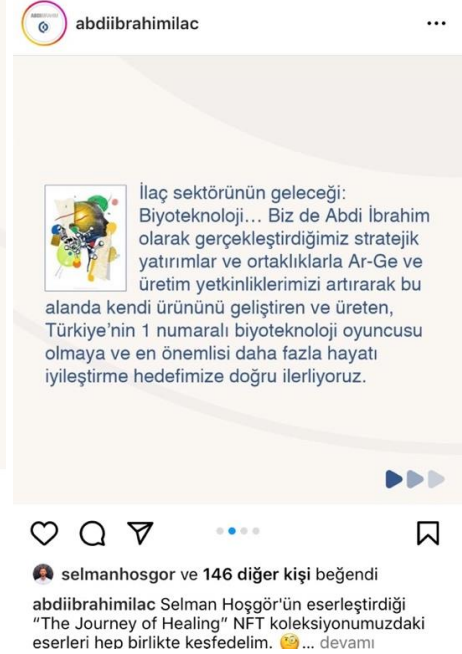 abdiibrahimilac
İlaç sektörünün geleceği:
Biyoteknoloji... Biz de Abdi İbrahim
olarak gerçekleştirdiğimiz stratejik
yatırımlar ve ortaklıklarla Ar-Ge ve
üretim yetkinliklerimizi artırarak bu
alanda kendi ürününü geliştiren ve üreten,
Türkiye’nin 1 numaralı biyoteknoloji oyuncusu
olmaya ve en önemlisi daha fazla hayatı
iyileştirme hedefimize doğru ilerliyoruz.
selmanhosgor ve 146 diğer kişi beğendi
abdiibrahimilac Selman Hoşgör'ün eserleştirdiği
“The Journey of Healing” NFT koleksiyonumuzdaki
eserleri hep birlikte keşfedelim. 🧐... devamı